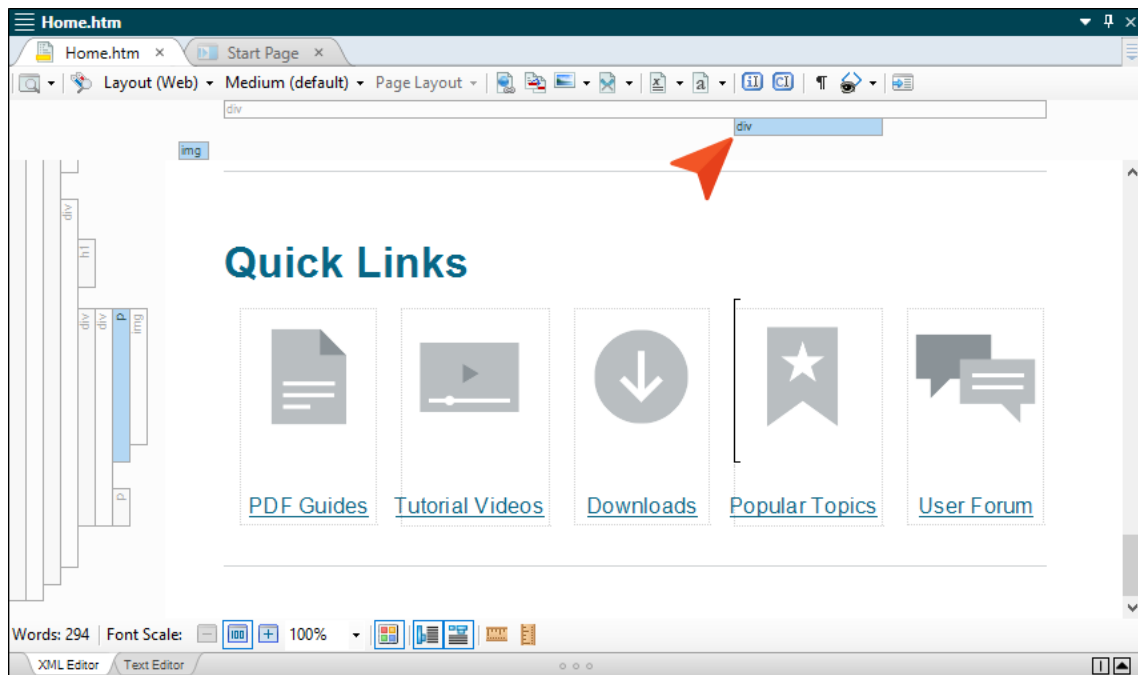 Home.htm
Home.htm × Start Page ×
Layout (Web) Medium (default) Page Layout
div
div
img
div
h1
div div p img
p
Quick Links
PDF Guides Tutorial Videos Downloads Popular Topics User Forum
Words: 294 Font Scale: 100%
XML Editor Text Editor